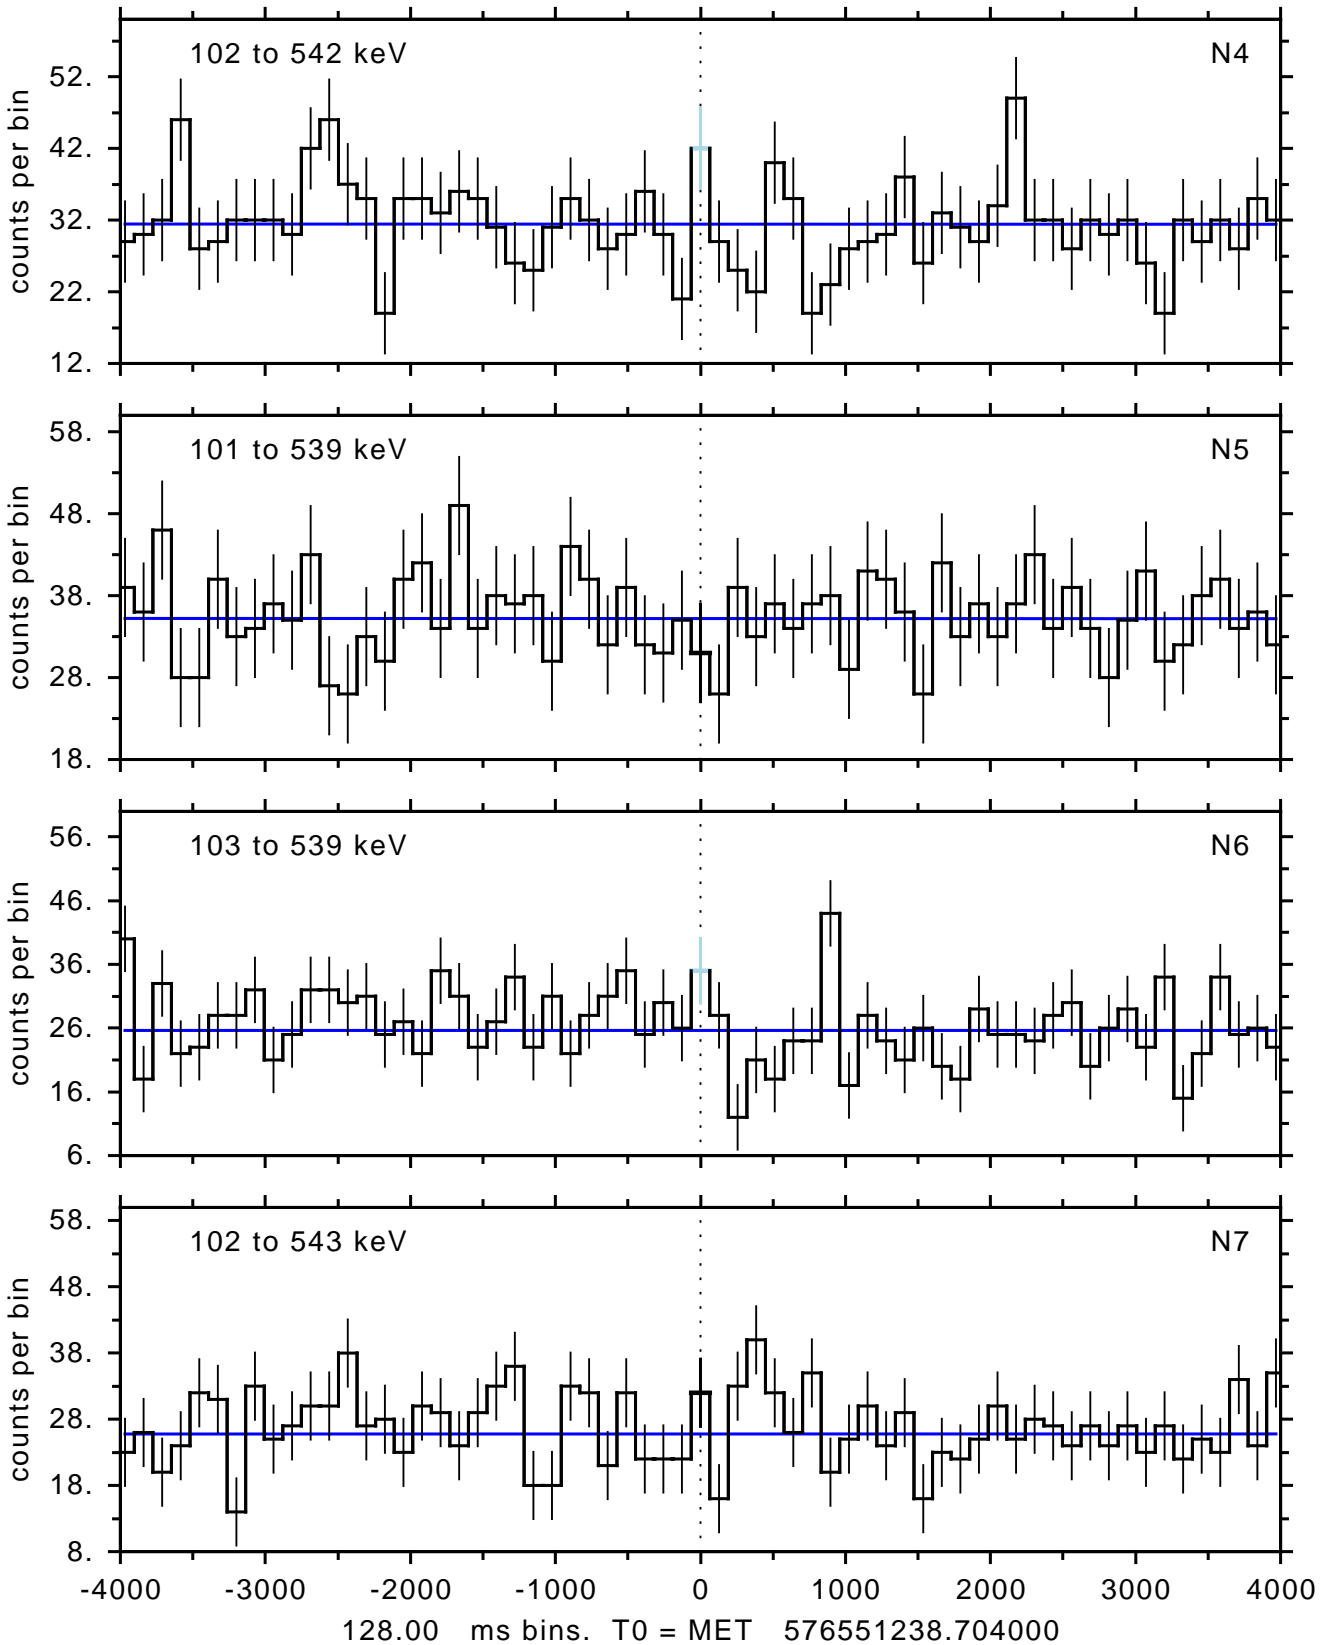 102 to 542 keV N4
52.
42.
32.
22.
12.
counts per bin
101 to 539 keV N5
58.
48.
38.
28.
18.
counts per bin
103 to 539 keV N6
56.
46.
36.
26.
16.
6.
counts per bin
102 to 543 keV N7
58.
48.
38.
28.
18.
8.
counts per bin
-4000 -3000 -2000 -1000 0 1000 2000 3000 4000
128.00 ms bins. T0 = MET 576551238.704000